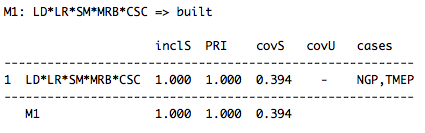 M1: LD*LR*SM*MRB*CSC => built
inclS PRI covS covU cases
-------------------------------------------------------
1 LD*LR*SM*MRB*CSC 1.000 1.000 0.394 - NGP,TMEP
-------------------------------------------------------
M1 1.000 1.000 0.394